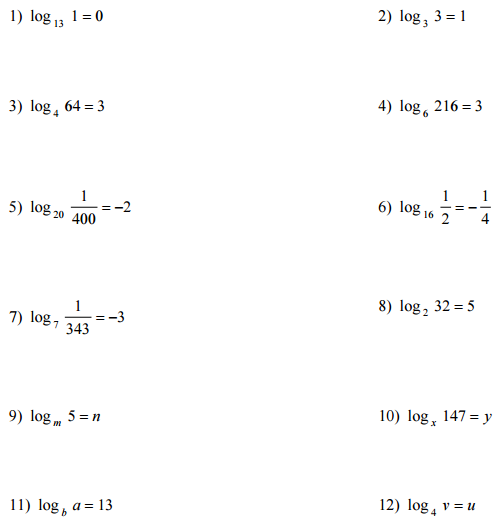 1) log₁₃ 1 = 0
2) log₃ 3 = 1
3) log₄ 64 = 3
4) log₆ 216 = 3
5) log₂₀ 1/400 = −2
6) log₁₆ 1/2 = −1/4
7) log₇ 1/343 = −3
8) log₂ 32 = 5
9) logₘ 5 = n
10) logₓ 147 = y
11) log_b a = 13
12) log₄ v = u